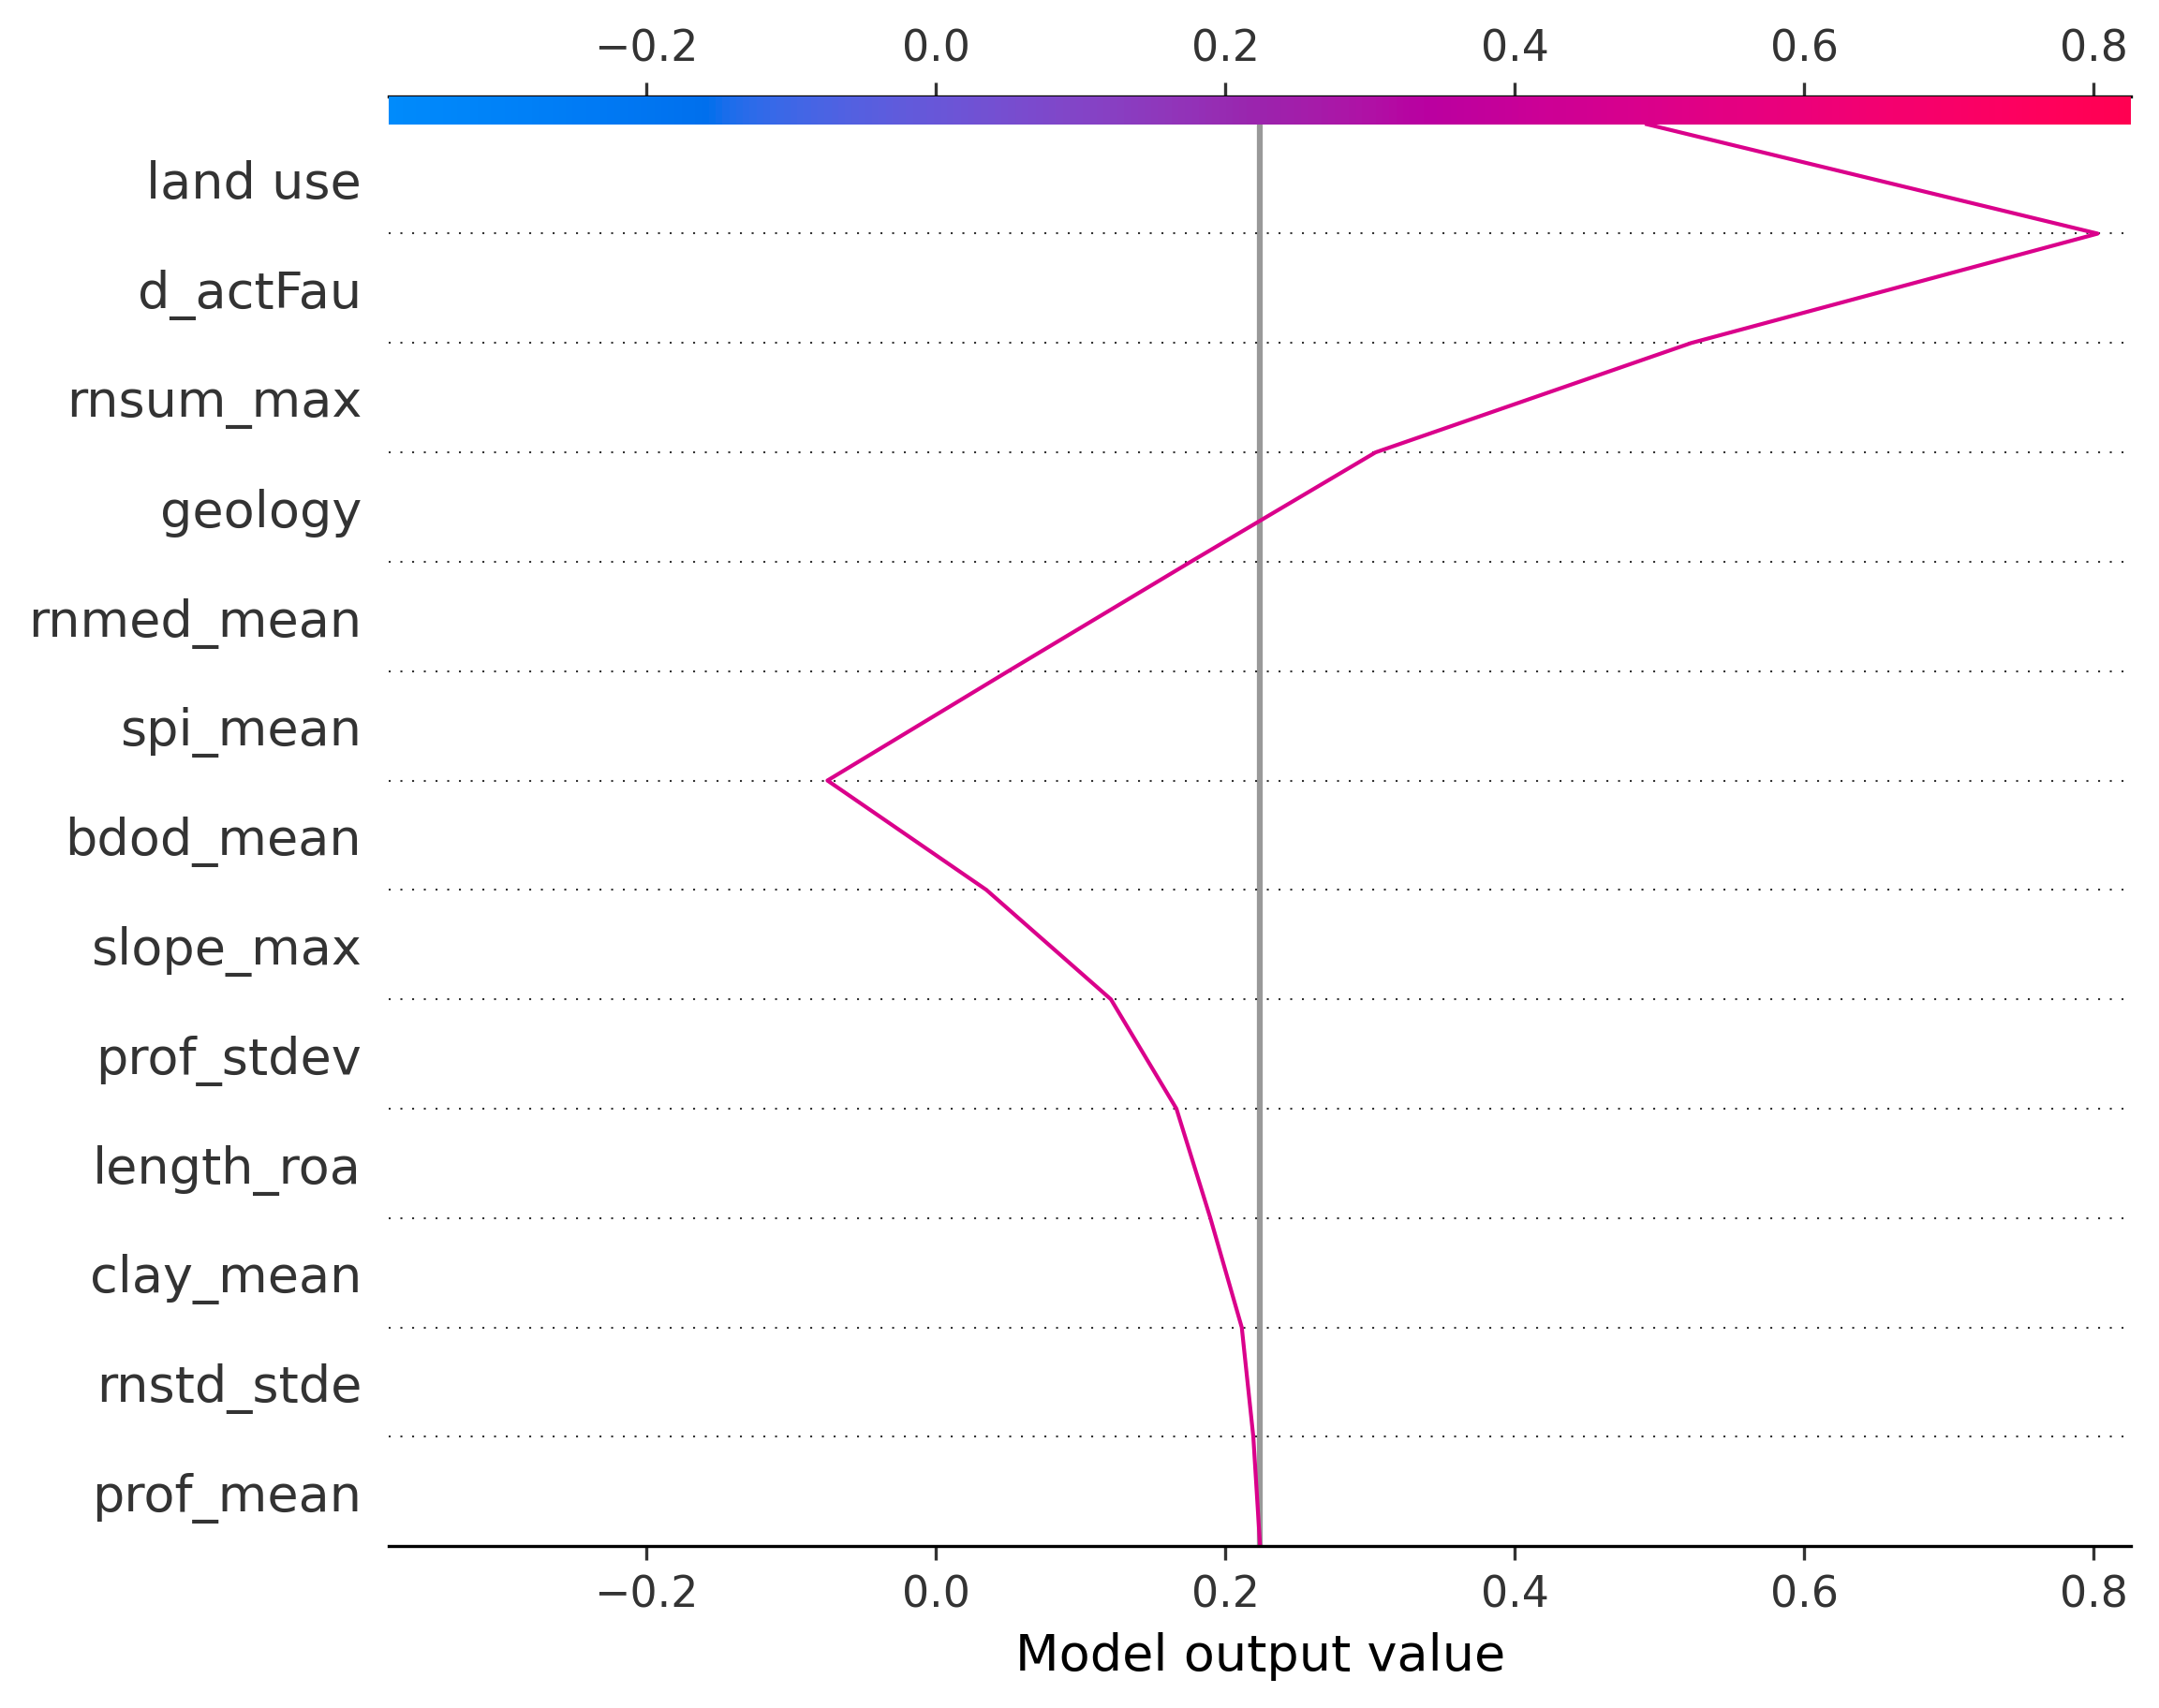 −0.2 0.0 0.2 0.4 0.6 0.8
land use
d_actFau
rnsum_max
geology
rnmed_mean
spi_mean
bdod_mean
slope_max
prof_stdev
length_roa
clay_mean
rnstd_stde
prof_mean
−0.2 0.0 0.2 0.4 0.6 0.8
Model output value